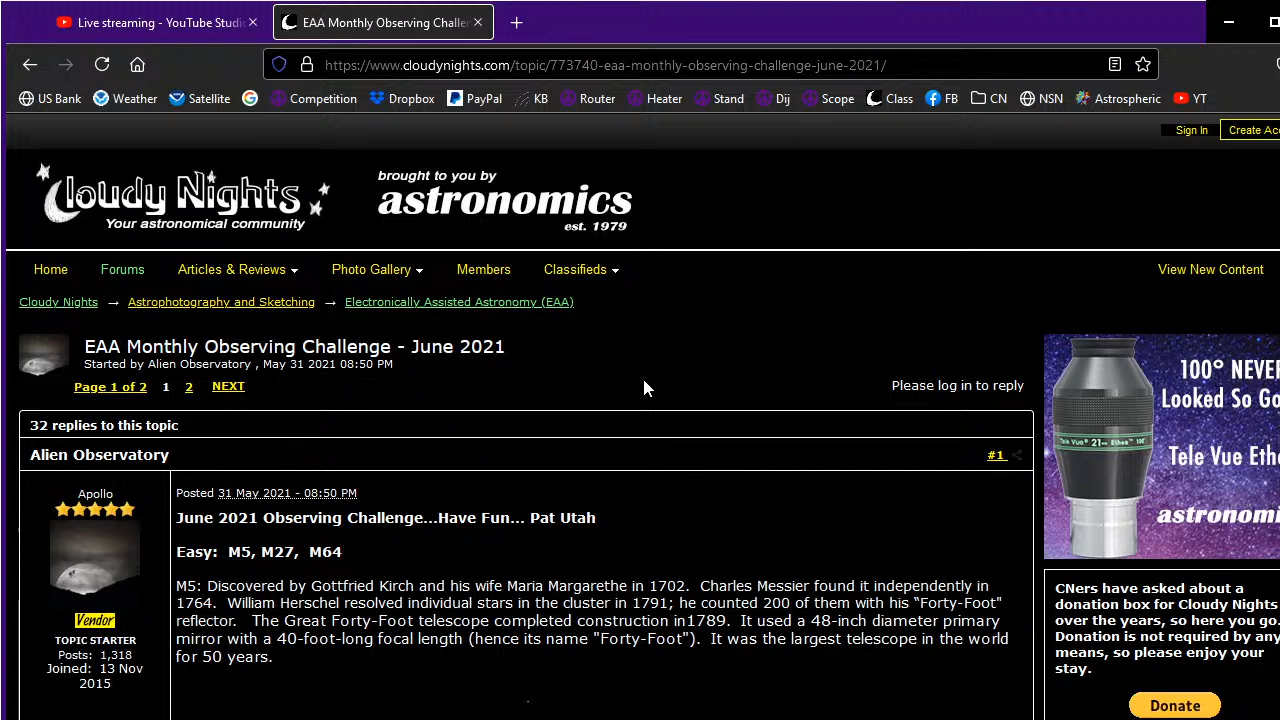 Live streaming - YouTube Studio
EAA Monthly Observing Challen
https://www.cloudynights.com/topic/773740-eaa-monthly-observing-challenge-june-2021/
US Bank Weather Satellite Competition Dropbox PayPal KB Router Heater Stand Dij Scope Class FB CN NSN Astrospheric YT
Sign In Create Acc
Cloudy Nights
Your astronomical community
brought to you by
astronomics
est. 1979
Home Forums Articles & Reviews Photo Gallery Members Classifieds View New Content
Cloudy Nights → Astrophotography and Sketching → Electronically Assisted Astronomy (EAA)
EAA Monthly Observing Challenge - June 2021
Started by Alien Observatory , May 31 2021 08:50 PM
Page 1 of 2 1 2 NEXT
Please log in to reply
32 replies to this topic
Alien Observatory #1
Apollo
Vendor
TOPIC STARTER
Posts: 1,318
Joined: 13 Nov
2015
Posted 31 May 2021 - 08:50 PM
June 2021 Observing Challenge...Have Fun... Pat Utah
Easy: M5, M27, M64
M5: Discovered by Gottfried Kirch and his wife Maria Margarethe in 1702. Charles Messier found it independently in
1764. William Herschel resolved individual stars in the cluster in 1791; he counted 200 of them with his “Forty-Foot"
reflector. The Great Forty-Foot telescope completed construction in1789. It used a 48-inch diameter primary
mirror with a 40-foot-long focal length (hence its name "Forty-Foot"). It was the largest telescope in the world
for 50 years.
100° NEVER
Looked So Go
Tele Vue Eth
Tele Vue 21mm Ethos 100°
astronomi
CNers have asked about a
donation box for Cloudy Nights
over the years, so here you go.
Donation is not required by any
means, so please enjoy your
stay.
Donate